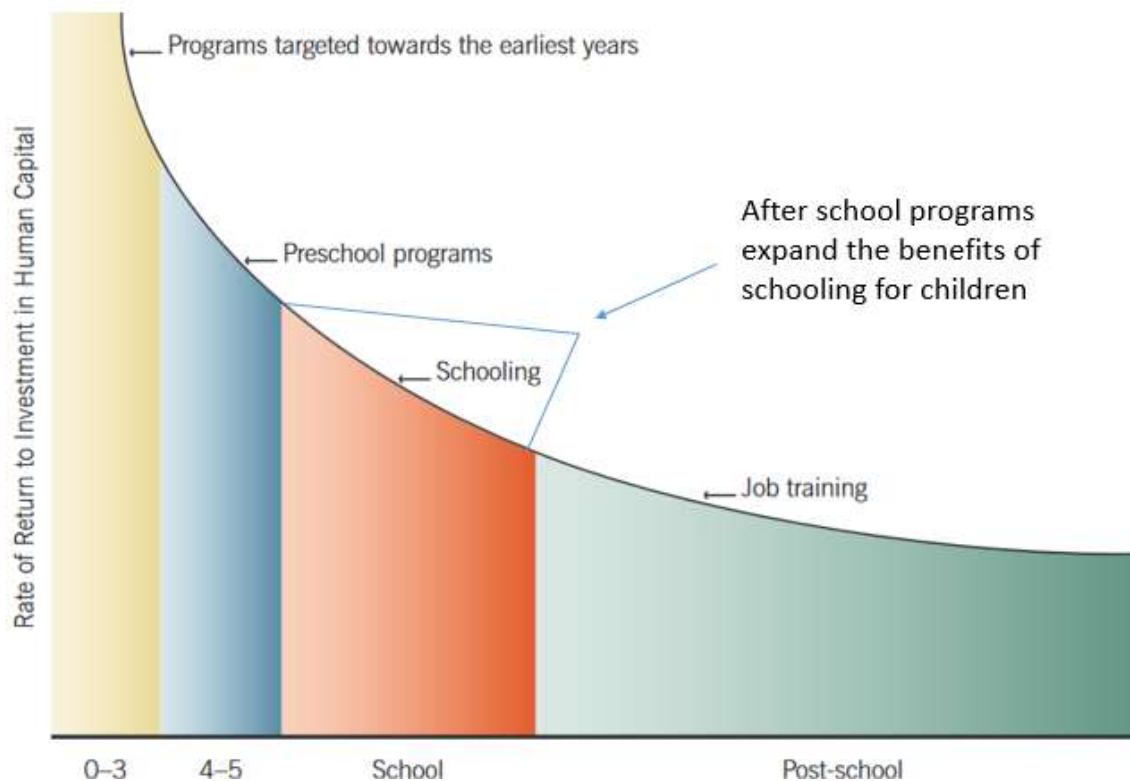 Programs targeted towards the earliest years
Rate of Return to Investment in Human Capital
After school programs
expand the benefits of
schooling for children
Preschool programs
Schooling
Job training
0–3
4–5
School
Post-school